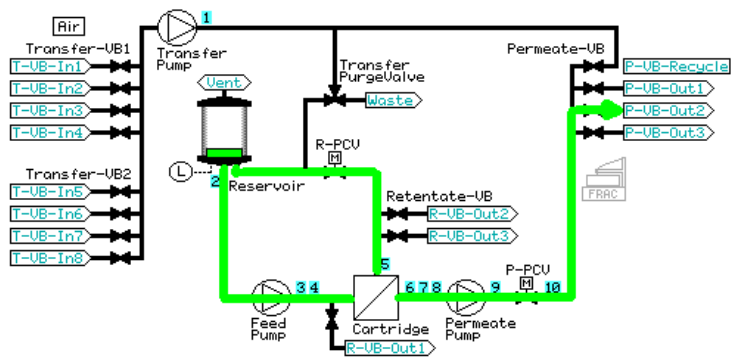 Air
1
Transfer-VB1
Transfer
Pump
Permeate-VB
T-VB-In1
T-VB-In2
T-VB-In3
T-VB-In4
Vent
Transfer
PurgeValve
Waste
P-VB-Recycle
P-VB-Out1
P-VB-Out2
P-VB-Out3
R-PCV
M
L
2
Reservoir
Transfer-VB2
T-VB-In5
T-VB-In6
T-VB-In7
T-VB-In8
Retentate-VB
R-VB-Out2
R-VB-Out3
FRAC
5
P-PCV
M
3 4
6 7 8
9
10
Feed
Pump
Cartridge
Permeate
Pump
R-VB-Out1